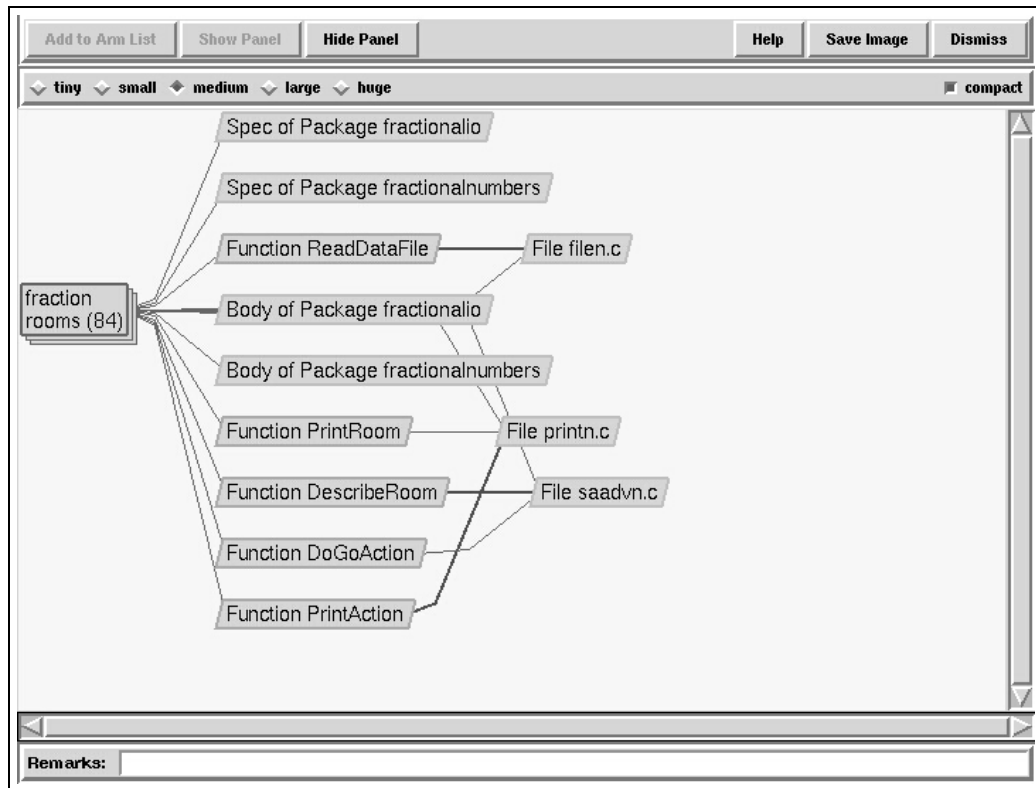 Add to Arm List Show Panel Hide Panel Help Save Image Dismiss
tiny small medium large huge compact
Spec of Package fractionalio
Spec of Package fractionalnumbers
Function ReadDataFile File filen.c
fraction
rooms (84)
Body of Package fractionalio
Body of Package fractionalnumbers
Function PrintRoom File printn.c
Function DescribeRoom File saadvn.c
Function DoGoAction
Function PrintAction
Remarks: